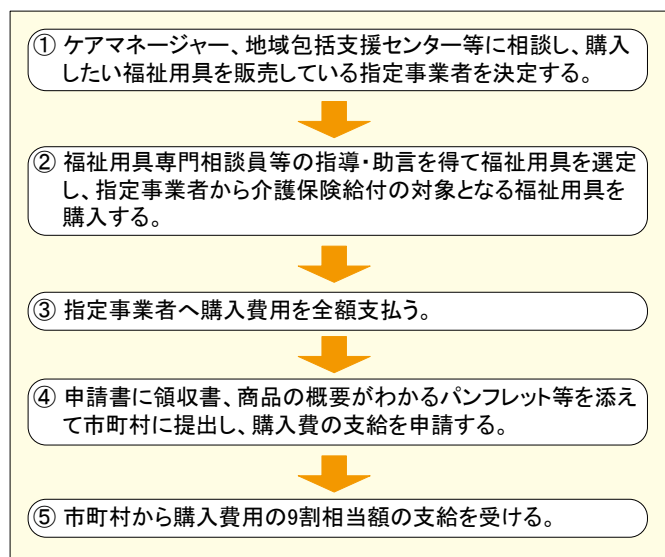 ① ケアマネージャー、地域包括支援センター等に相談し、購入
したい福祉用具を販売している指定事業者を決定する。
② 福祉用具専門相談員等の指導・助言を得て福祉用具を選定
し、指定事業者から介護保険給付の対象となる福祉用具を
購入する。
③ 指定事業者へ購入費用を全額支払う。
④ 申請書に領収書、商品の概要がわかるパンフレット等を添え
て市町村に提出し、購入費の支給を申請する。
⑤ 市町村から購入費用の9割相当額の支給を受ける。